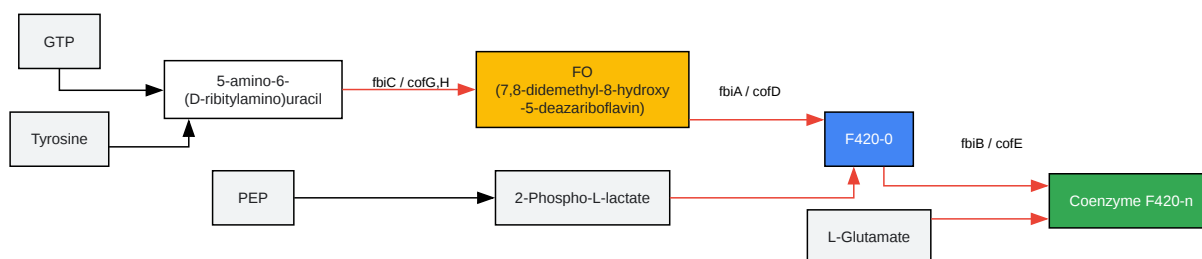 GTP
5-amino-6-
(D-ribitylamino)uracil
Tyrosine
fbiC / cofG,H
FO
(7,8-didemethyl-8-hydroxy
-5-deazariboflavin)
fbiA / cofD
F420-0
fbiB / cofE
PEP
2-Phospho-L-lactate
L-Glutamate
Coenzyme F420-n